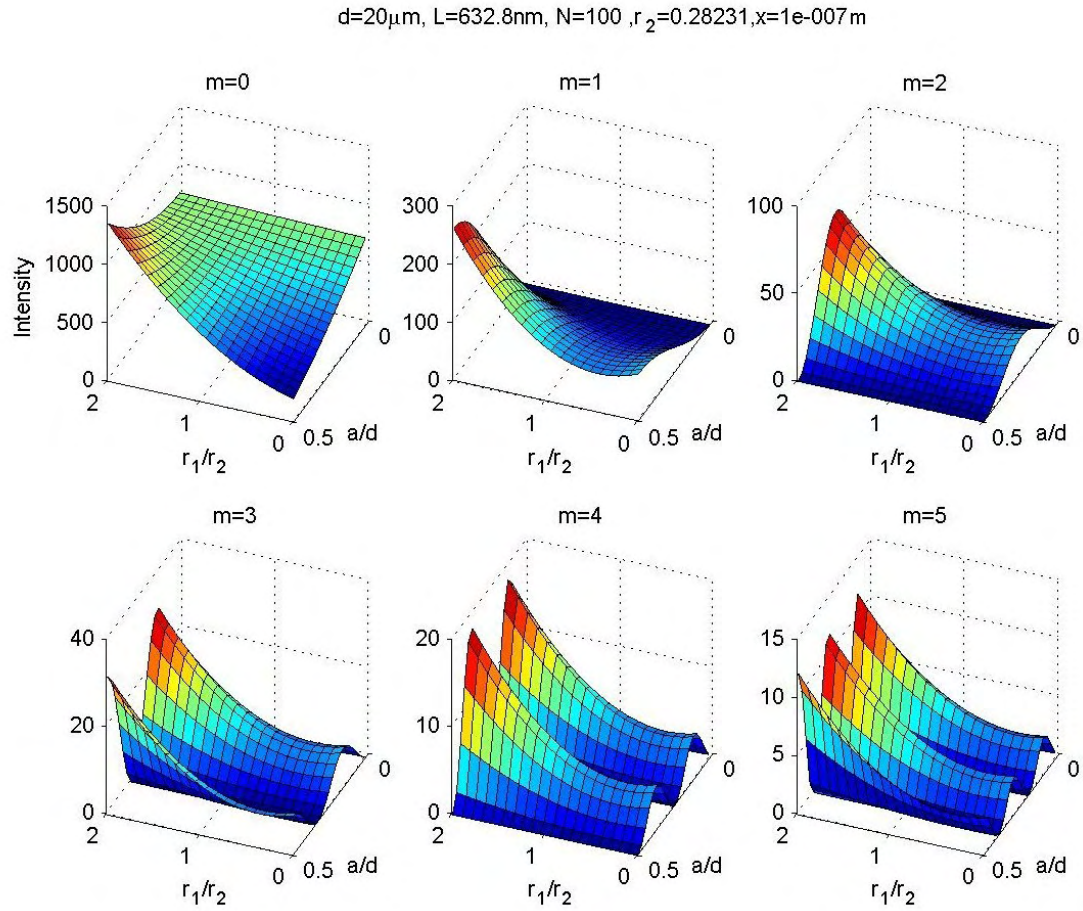 d=20μm, L=632.8nm, N=100 ,r2=0.28231,x=1e-007m
m=0
m=1
m=2
Intensity
1500
1000
500
0
2
1
0
0.5
0
a/d
r1/r2
300
200
100
0
2
1
0
0.5
0
a/d
r1/r2
100
50
0
2
1
0
0.5
0
a/d
r1/r2
m=3
m=4
m=5
40
20
0
2
1
0
0.5
0
a/d
r1/r2
20
10
0
2
1
0
0.5
0
a/d
r1/r2
15
10
5
0
2
1
0
0.5
0
a/d
r1/r2